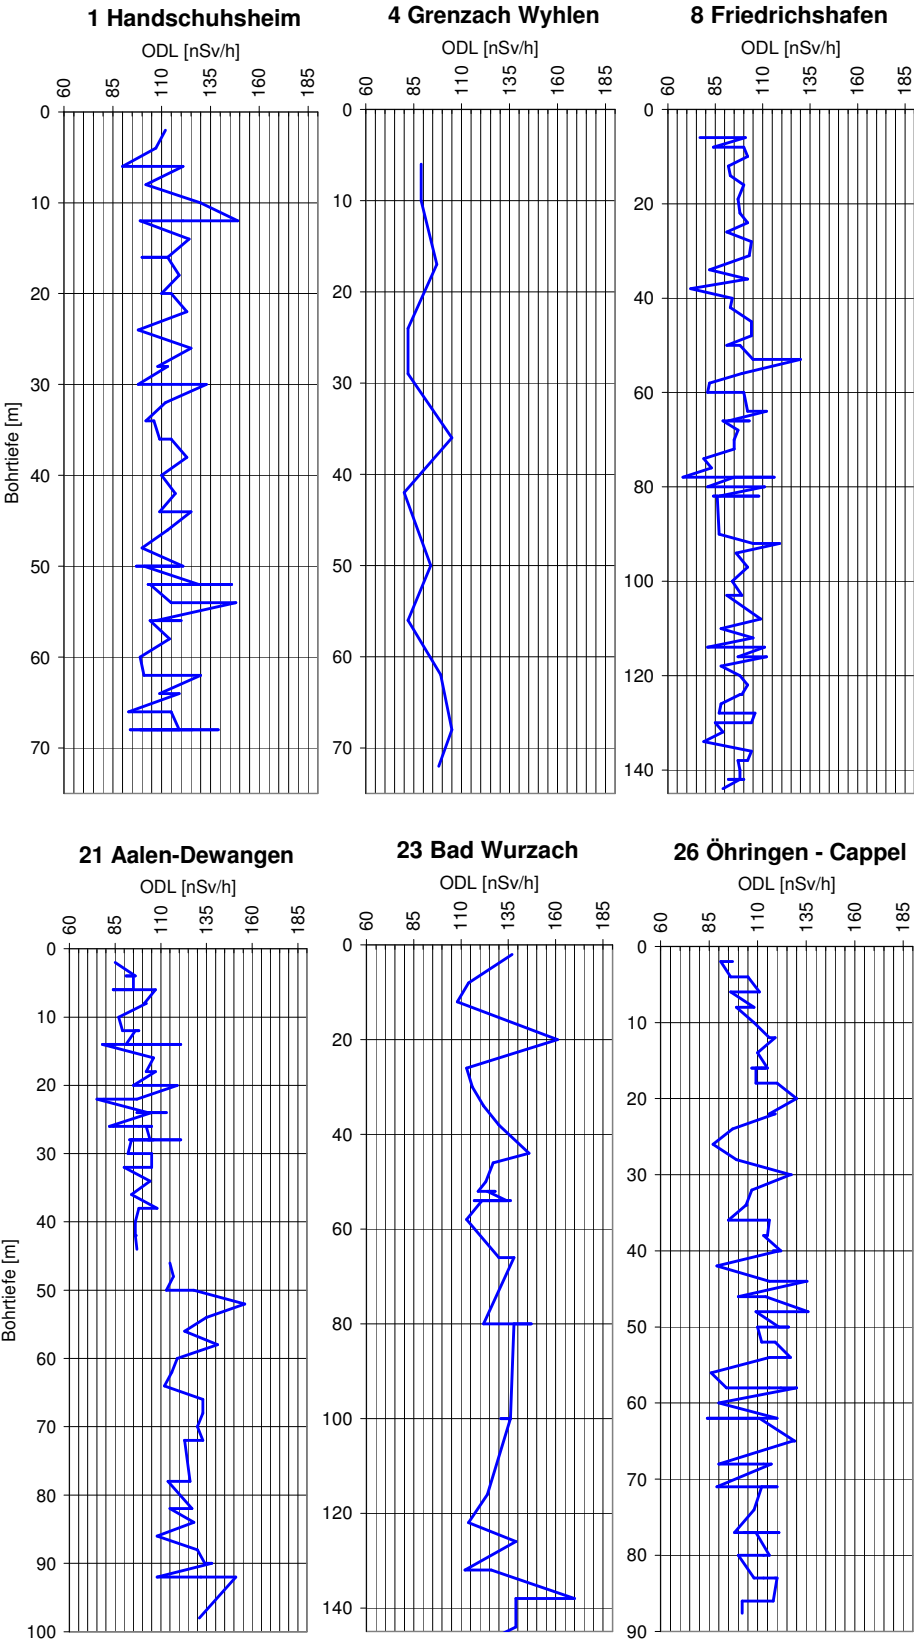 1 Handschuhsheim
ODL [nSv/h]
60 85 110 135 160 185
0
10
20
30
40
50
60
70
Bohrtiefe [m]
4 Grenzach Wyhlen
ODL [nSv/h]
60 85 110 135 160 185
0
10
20
30
40
50
60
70
8 Friedrichshafen
ODL [nSv/h]
60 85 110 135 160 185
0
20
40
60
80
100
120
140
21 Aalen-Dewangen
ODL [nSv/h]
60 85 110 135 160 185
0
10
20
30
40
50
60
70
80
90
100
Bohrtiefe [m]
23 Bad Wurzach
ODL [nSv/h]
60 85 110 135 160 185
0
20
40
60
80
100
120
140
26 Öhringen - Cappel
ODL [nSv/h]
60 85 110 135 160 185
0
10
20
30
40
50
60
70
80
90